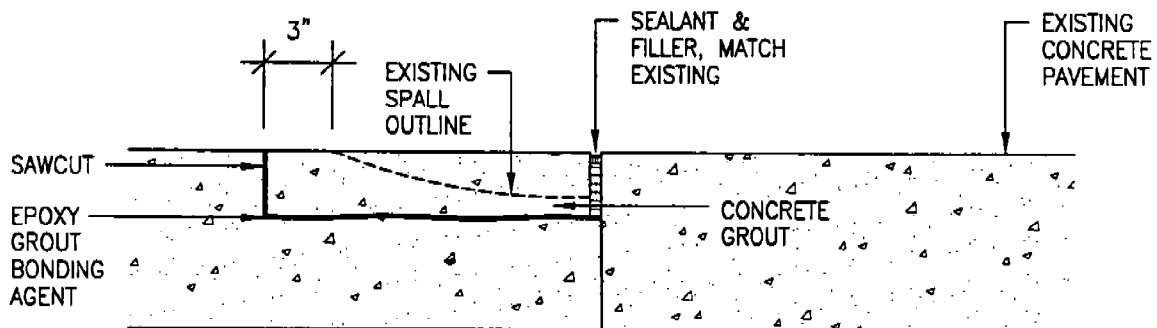 3"
EXISTING
SPALL
OUTLINE
SEALANT &
FILLER, MATCH
EXISTING
EXISTING
CONCRETE
PAVEMENT
SAWCUT
EPOXY
GROUT
BONDING
AGENT
CONCRETE
GROUT